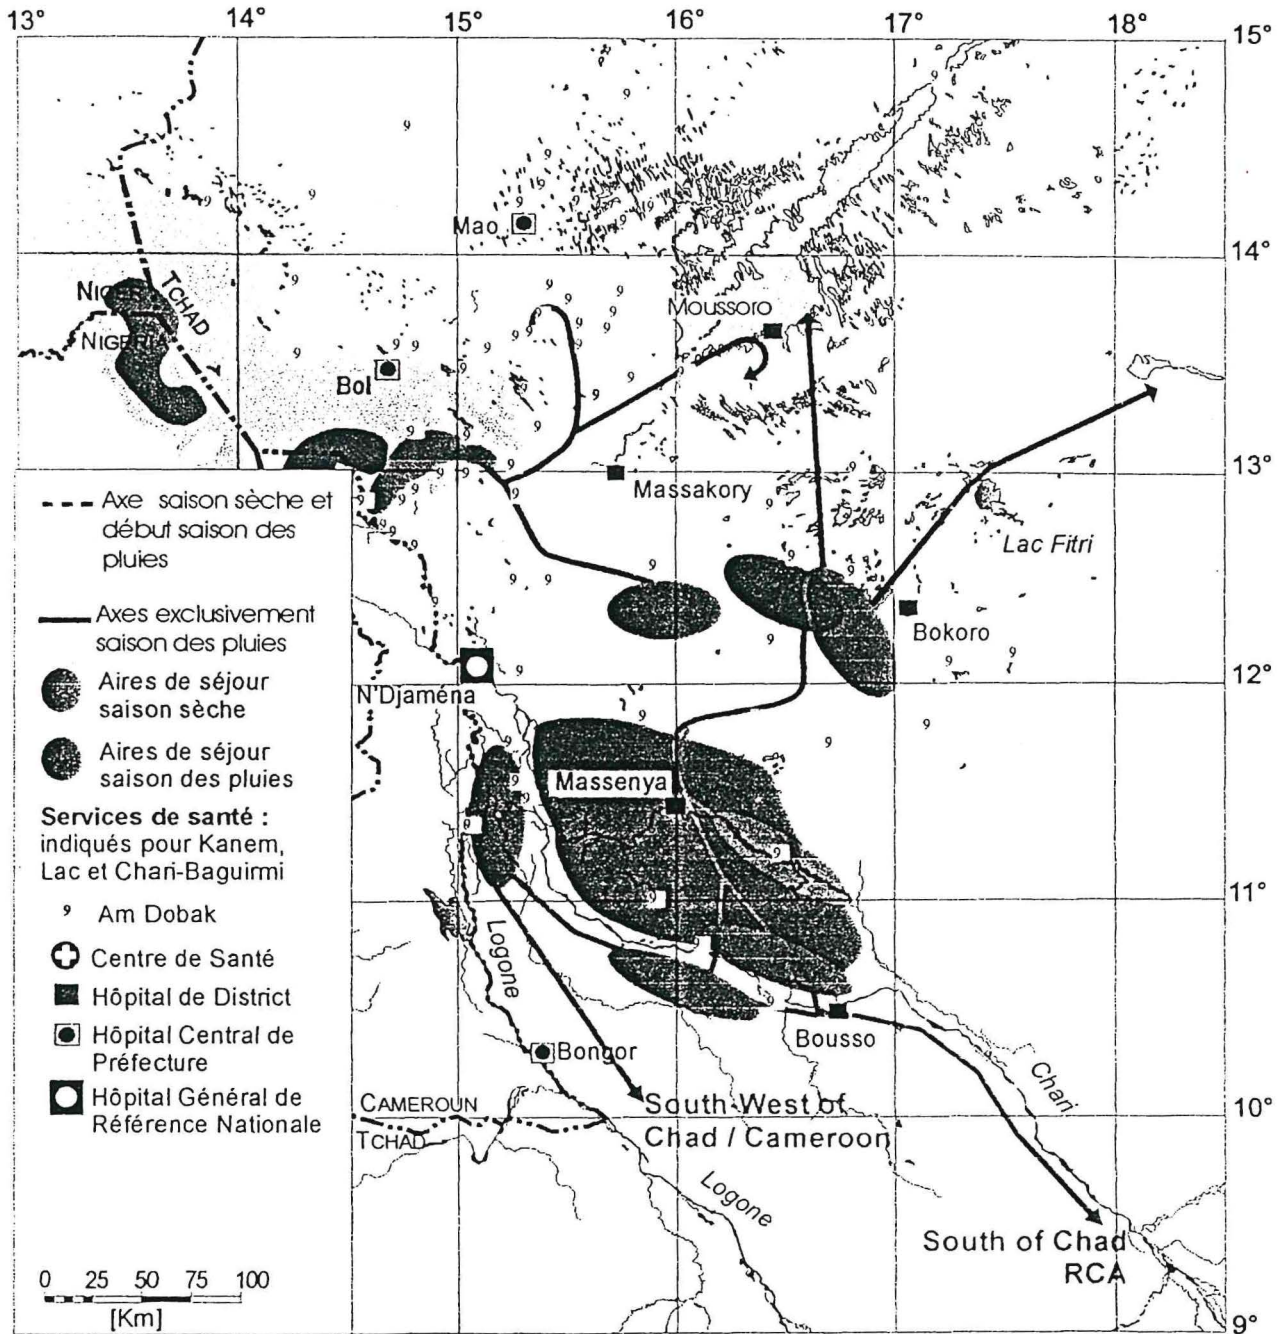 13° 14° 15° 16° 17° 18°
15°
Mao
14°
TCHAD
NIGERIA
Moussoro
Bol
13°
Massakory
Lac Fitri
Bokoro
12°
N'Djaména
Massenya
11°
Logone
Bousso
Bongor
Chari
CAMEROUN
TCHAD
10°
South-West of
Chad / Cameroon
Logone
South of Chad
RCA
9°
Axe saison sèche et
début saison des
pluies
Axes exclusivement
saison des pluies
Aires de séjour
saison sèche
Aires de séjour
saison des pluies
Services de santé :
indiqués pour Kanem,
Lac et Chari-Baguirmi
Am Dobak
Centre de Santé
Hôpital de District
Hôpital Central de
Préfecture
Hôpital Général de
Référence Nationale
0 25 50 100
[Km]